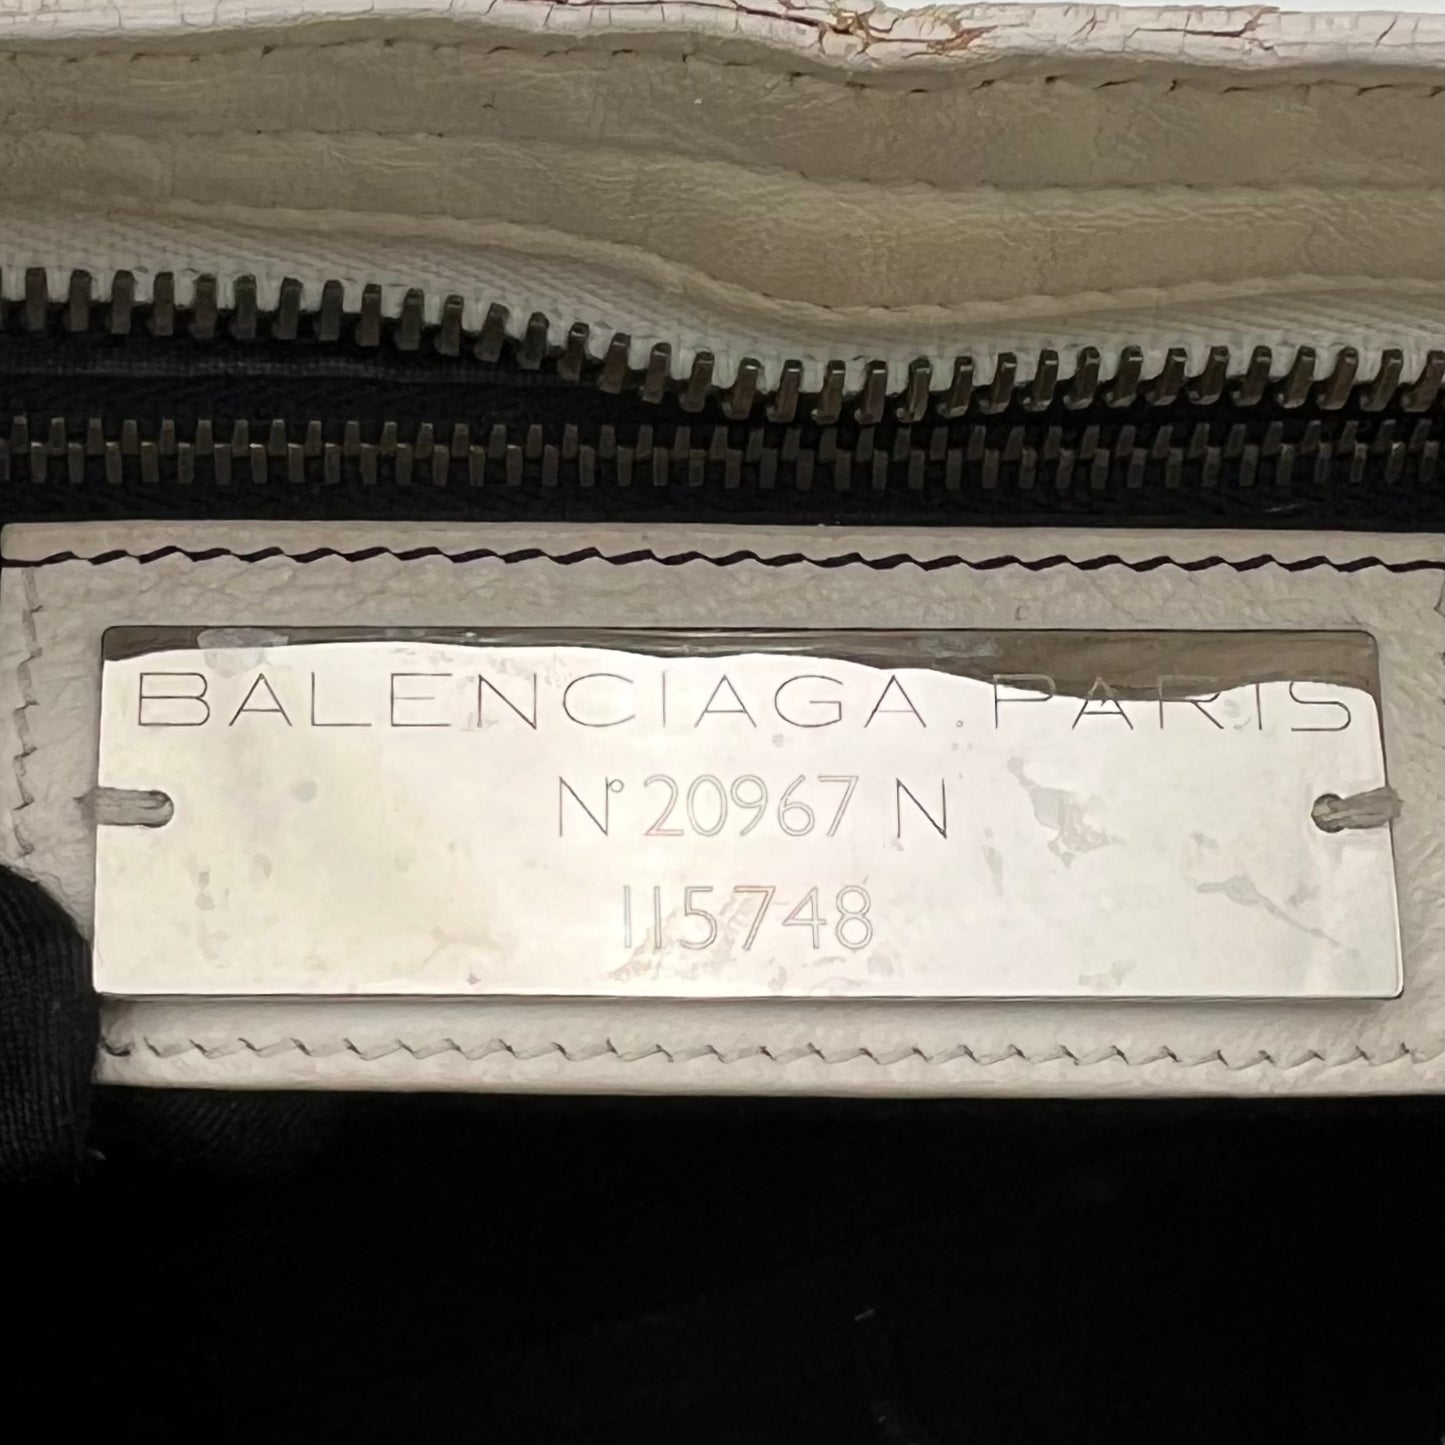 BALENCIAGA.PARIS
N° 20967 N
115748